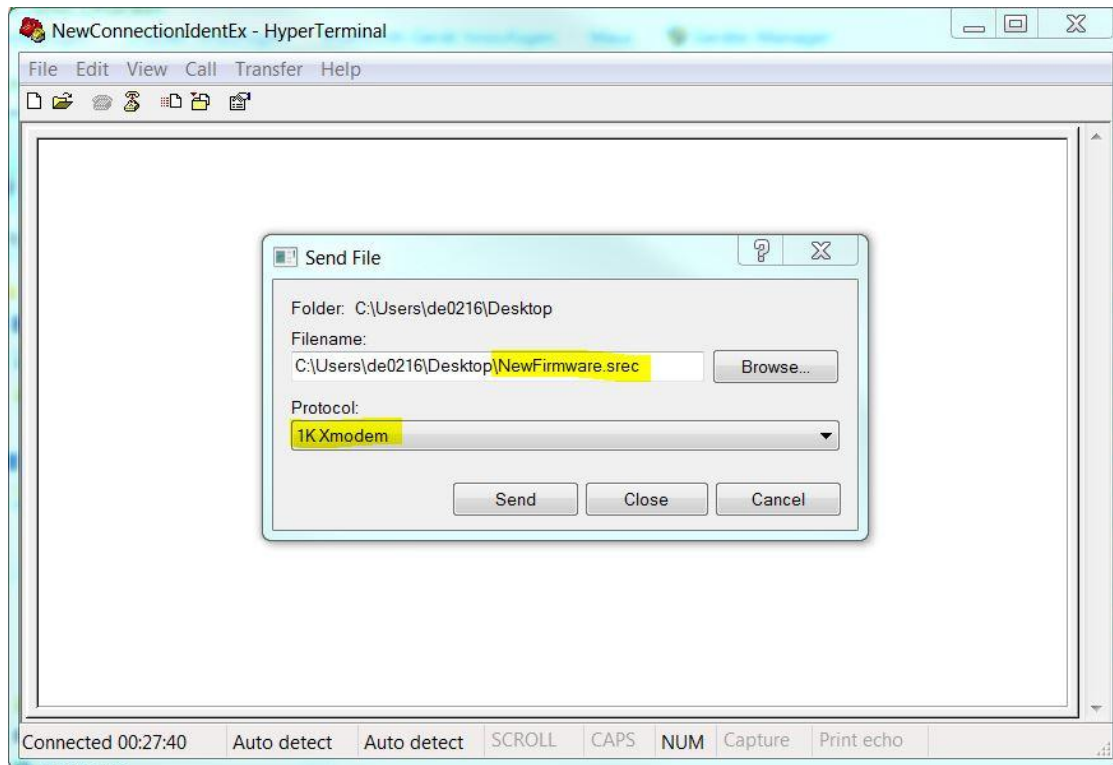 NewConnectionIdentEx - HyperTerminal
File Edit View Call Transfer Help
Send File
Folder: C:\Users\de0216\Desktop
Filename:
C:\Users\de0216\Desktop\NewFirmware.srec
Browse...
Protocol:
1K Xmodem
Send Close Cancel
Connected 00:27:40 Auto detect Auto detect SCROLL CAPS NUM Capture Print echo